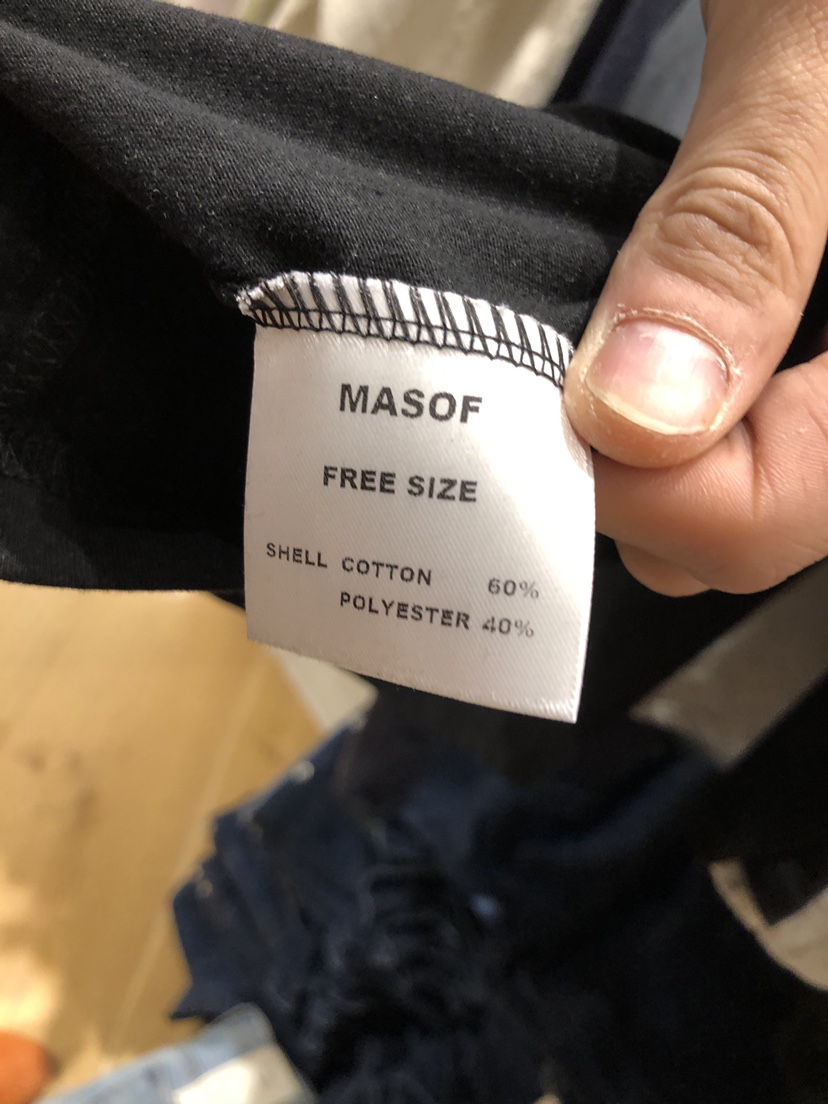 MASOF
FREE SIZE
SHELL COTTON 60%
POLYESTER 40%